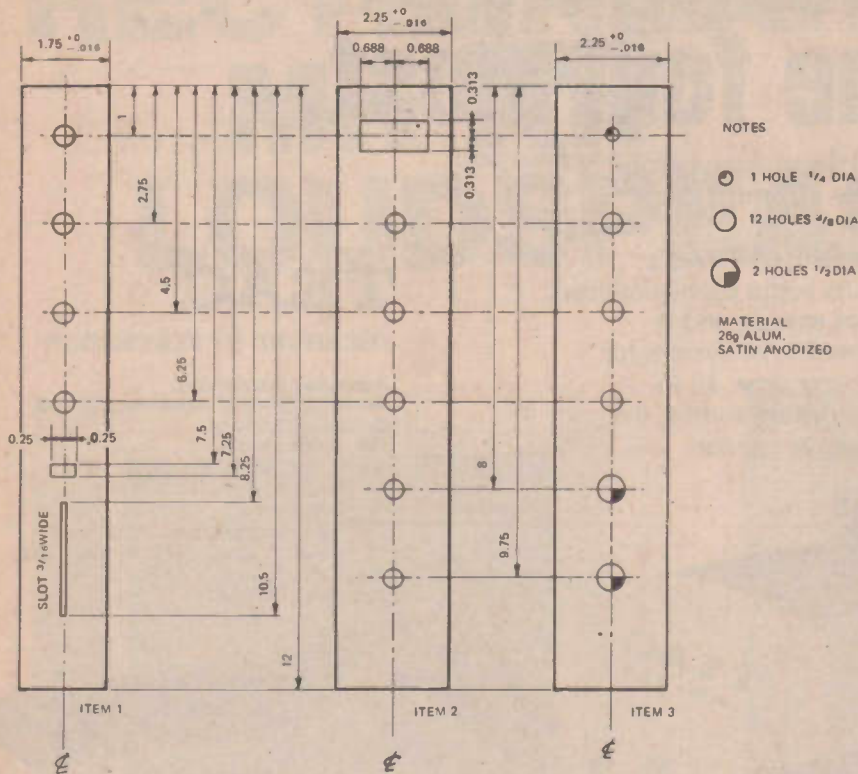 2.25 +0 -.016
1.75 +0 -.016
2.25 +0 -.016
0.688 0.688
0.313
0.313
1
2.75
4.5
6.25
7.5
7.25
8.25
10.5
12
8
9.75
0.25 0.25
SLOT 3/16 WIDE
NOTES
1 HOLE 1/4 DIA
12 HOLES 3/8 DIA
2 HOLES 1/2 DIA
MATERIAL
26g ALUM.
SATIN ANODIZED
ITEM 1
ITEM 2
ITEM 3
℄
℄
℄